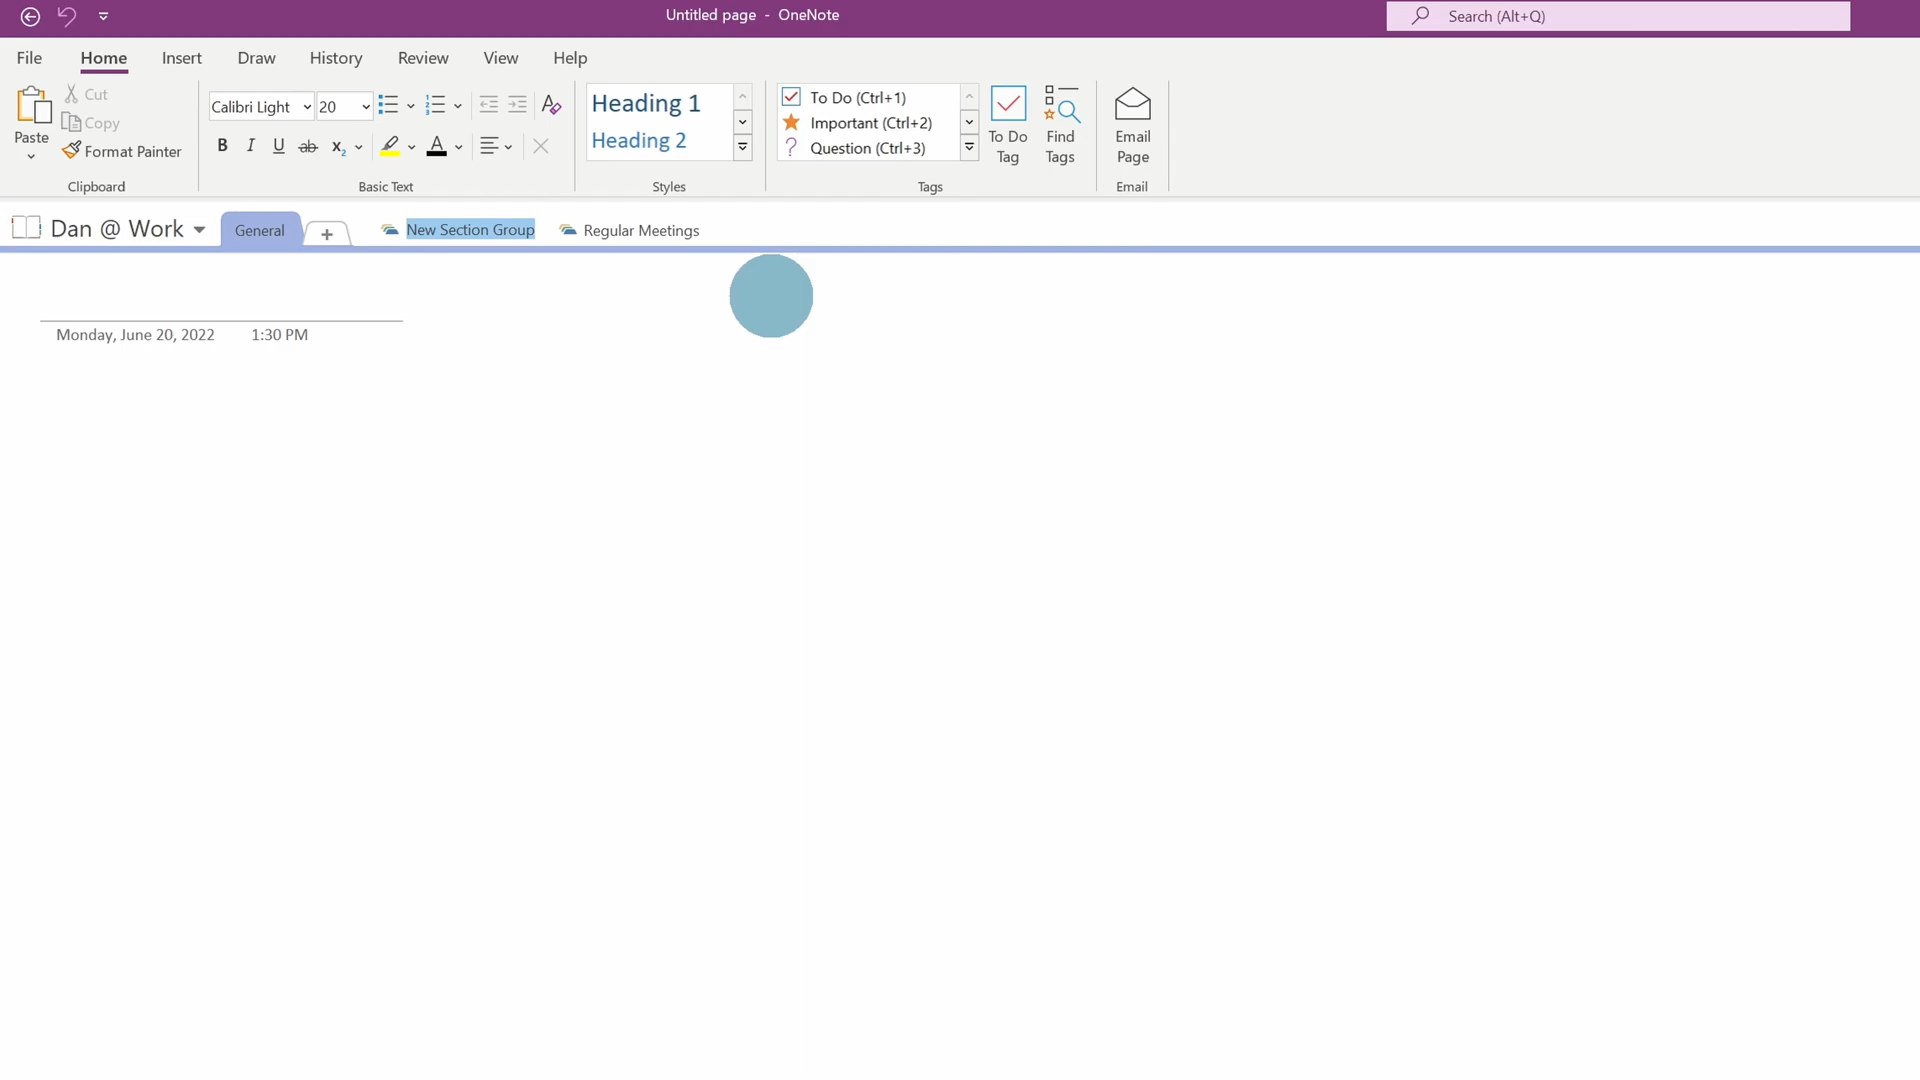 Untitled page - OneNote
Search (Alt+Q)
File Home Insert Draw History Review View Help
Paste
Cut
Copy
Format Painter
Clipboard
Calibri Light 20
B I U ab x₂ A
Basic Text
Heading 1
Heading 2
Styles
To Do (Ctrl+1)
Important (Ctrl+2)
Question (Ctrl+3)
To Do
Tag
Find
Tags
Tags
Email
Page
Email
Dan @ Work General + New Section Group Regular Meetings
Monday, June 20, 2022 1:30 PM